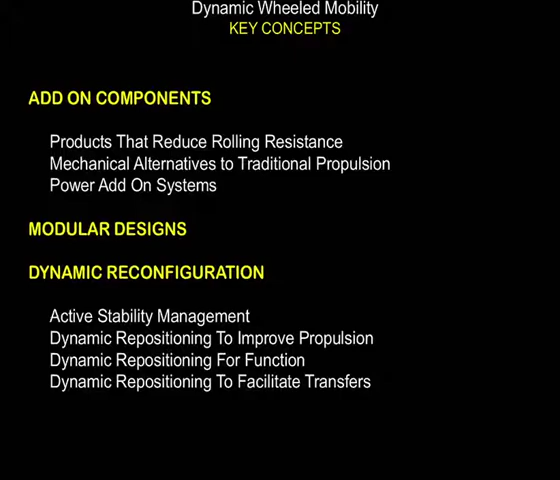 Dynamic Wheeled Mobility
KEY CONCEPTS
ADD ON COMPONENTS
Products That Reduce Rolling Resistance
Mechanical Alternatives to Traditional Propulsion
Power Add On Systems
MODULAR DESIGNS
DYNAMIC RECONFIGURATION
Active Stability Management
Dynamic Repositioning To Improve Propulsion
Dynamic Repositioning For Function
Dynamic Repositioning To Facilitate Transfers